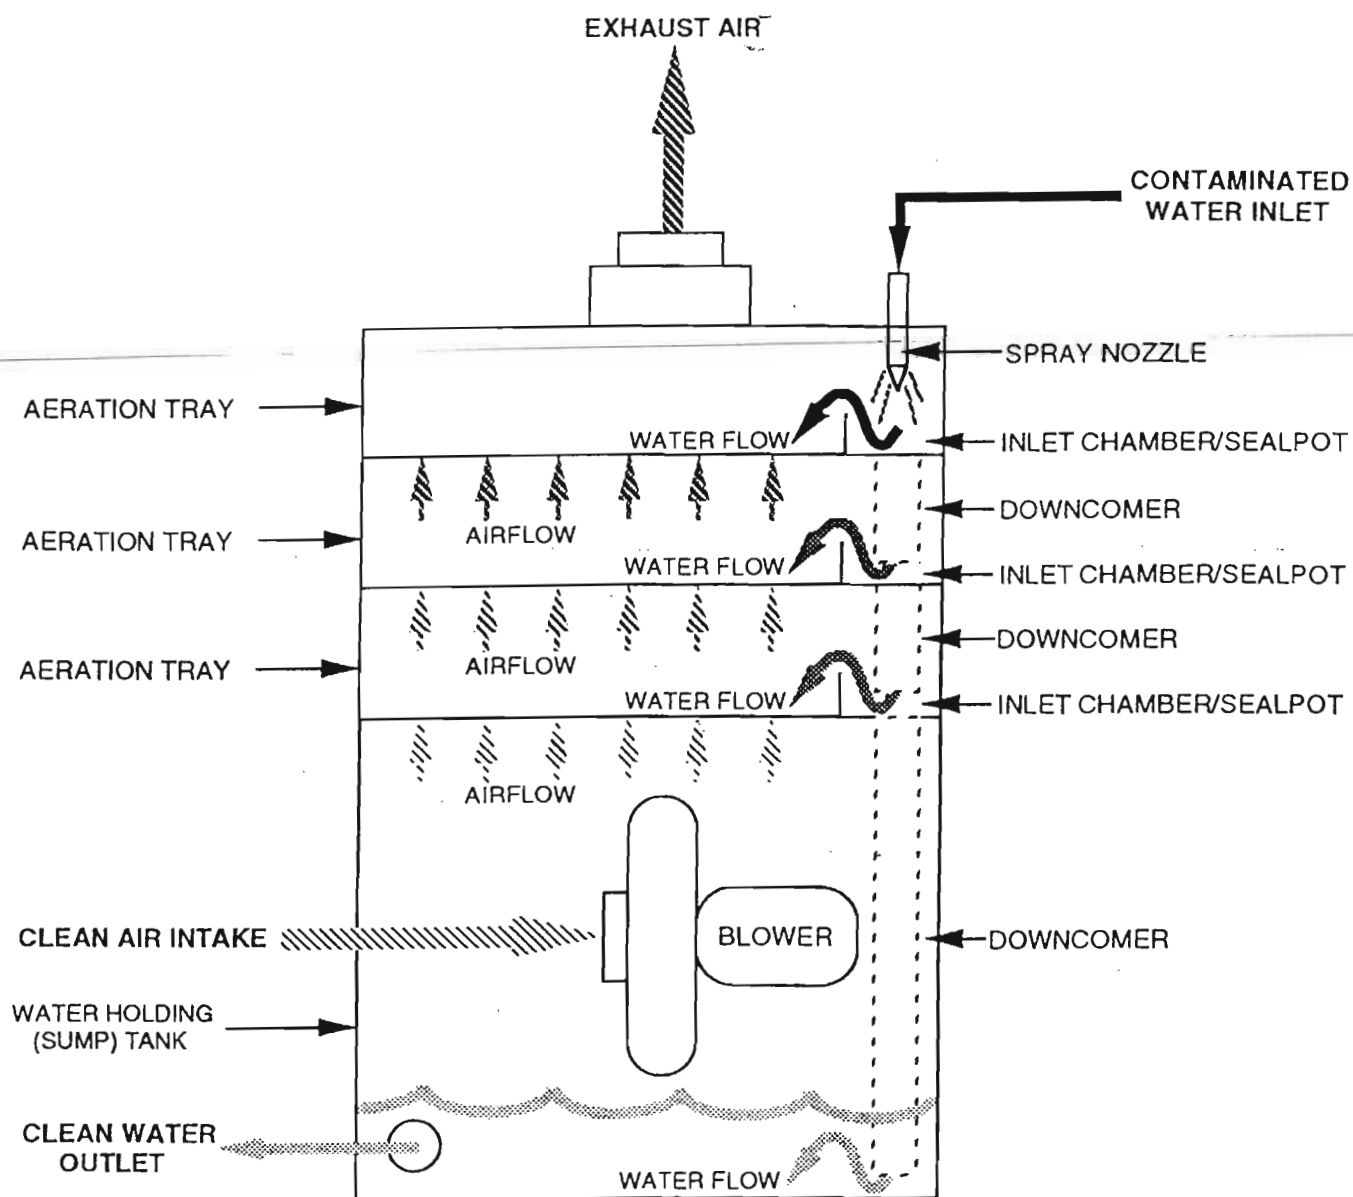 EXHAUST AIR
CONTAMINATED
WATER INLET
SPRAY NOZZLE
AERATION TRAY
WATER FLOW
INLET CHAMBER/SEALPOT
DOWNCOMER
AIRFLOW
AERATION TRAY
WATER FLOW
INLET CHAMBER/SEALPOT
DOWNCOMER
AIRFLOW
AERATION TRAY
WATER FLOW
INLET CHAMBER/SEALPOT
AIRFLOW
CLEAN AIR INTAKE
BLOWER
DOWNCOMER
WATER HOLDING
(SUMP) TANK
CLEAN WATER
OUTLET
WATER FLOW